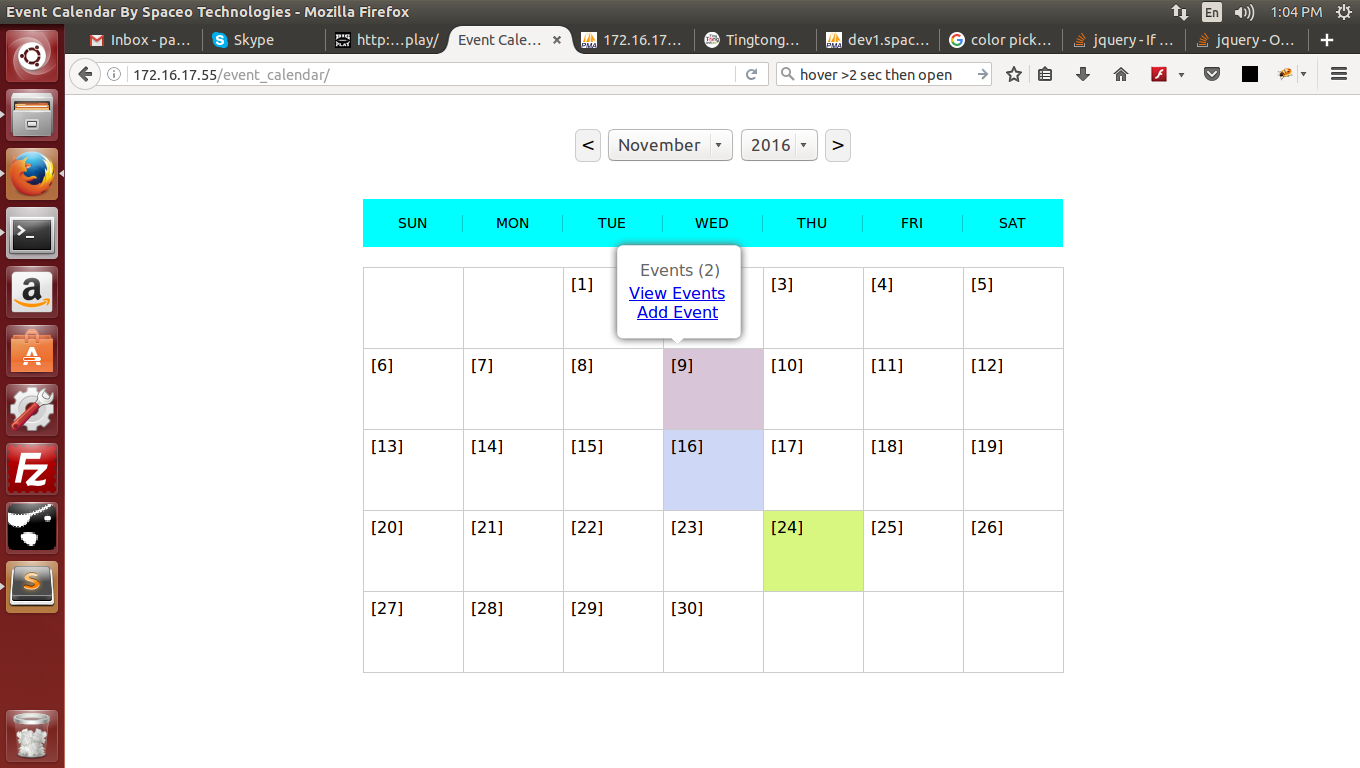 Event Calendar By Spaceo Technologies - Mozilla Firefox
En
1:04 PM
Inbox - pa...
Skype
http:...play/
Event Cale...
172.16.17....
Tingtong...
dev1.spac...
color pick...
jquery - If ...
jquery - O...
172.16.17.55/event_calendar/
hover >2 sec then open
< November 2016 >
SUN MON TUE WED THU FRI SAT
Events (2)
View Events
Add Event
[1] [3] [4] [5]
[6] [7] [8] [9] [10] [11] [12]
[13] [14] [15] [16] [17] [18] [19]
[20] [21] [22] [23] [24] [25] [26]
[27] [28] [29] [30]